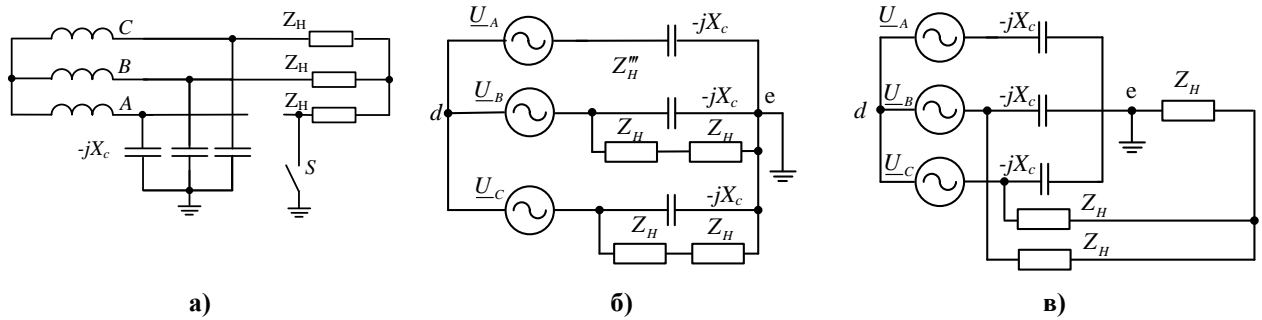 C
Z_H
B
Z_H
A
Z_H
-jX_c
S
а)
U_A
-jX_c
Z_H'''
U_B
-jX_c
e
d
Z_H
Z_H
U_C
-jX_c
Z_H
Z_H
б)
U_A
-jX_c
U_B
-jX_c
e
Z_H
d
U_C
-jX_c
Z_H
Z_H
в)